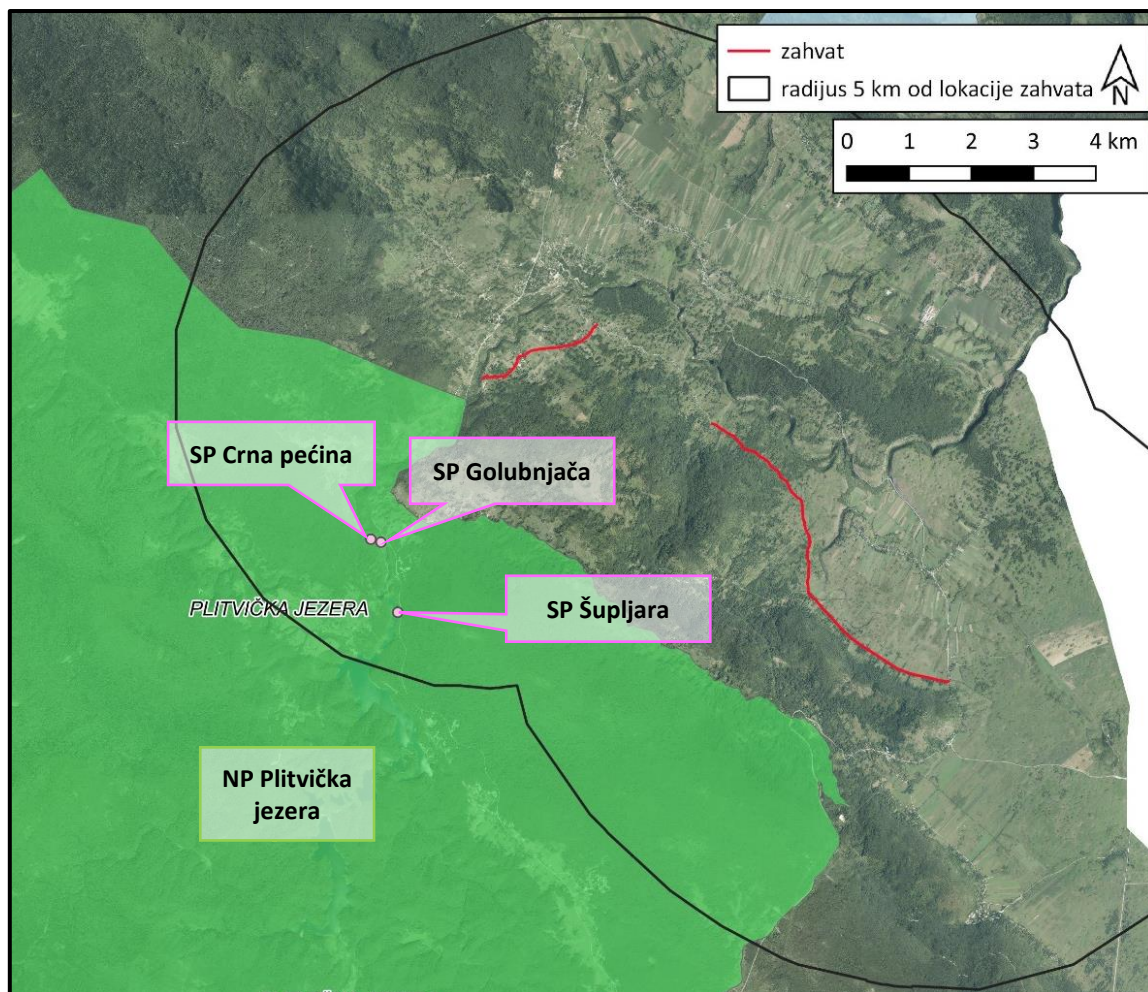 zahvat
radijus 5 km od lokacije zahvata
N
0 1 2 3 4 km
SP Crna pećina
SP Golubnjača
SP Šupljara
PLITVIČKA JEZERA
NP Plitvička
jezera